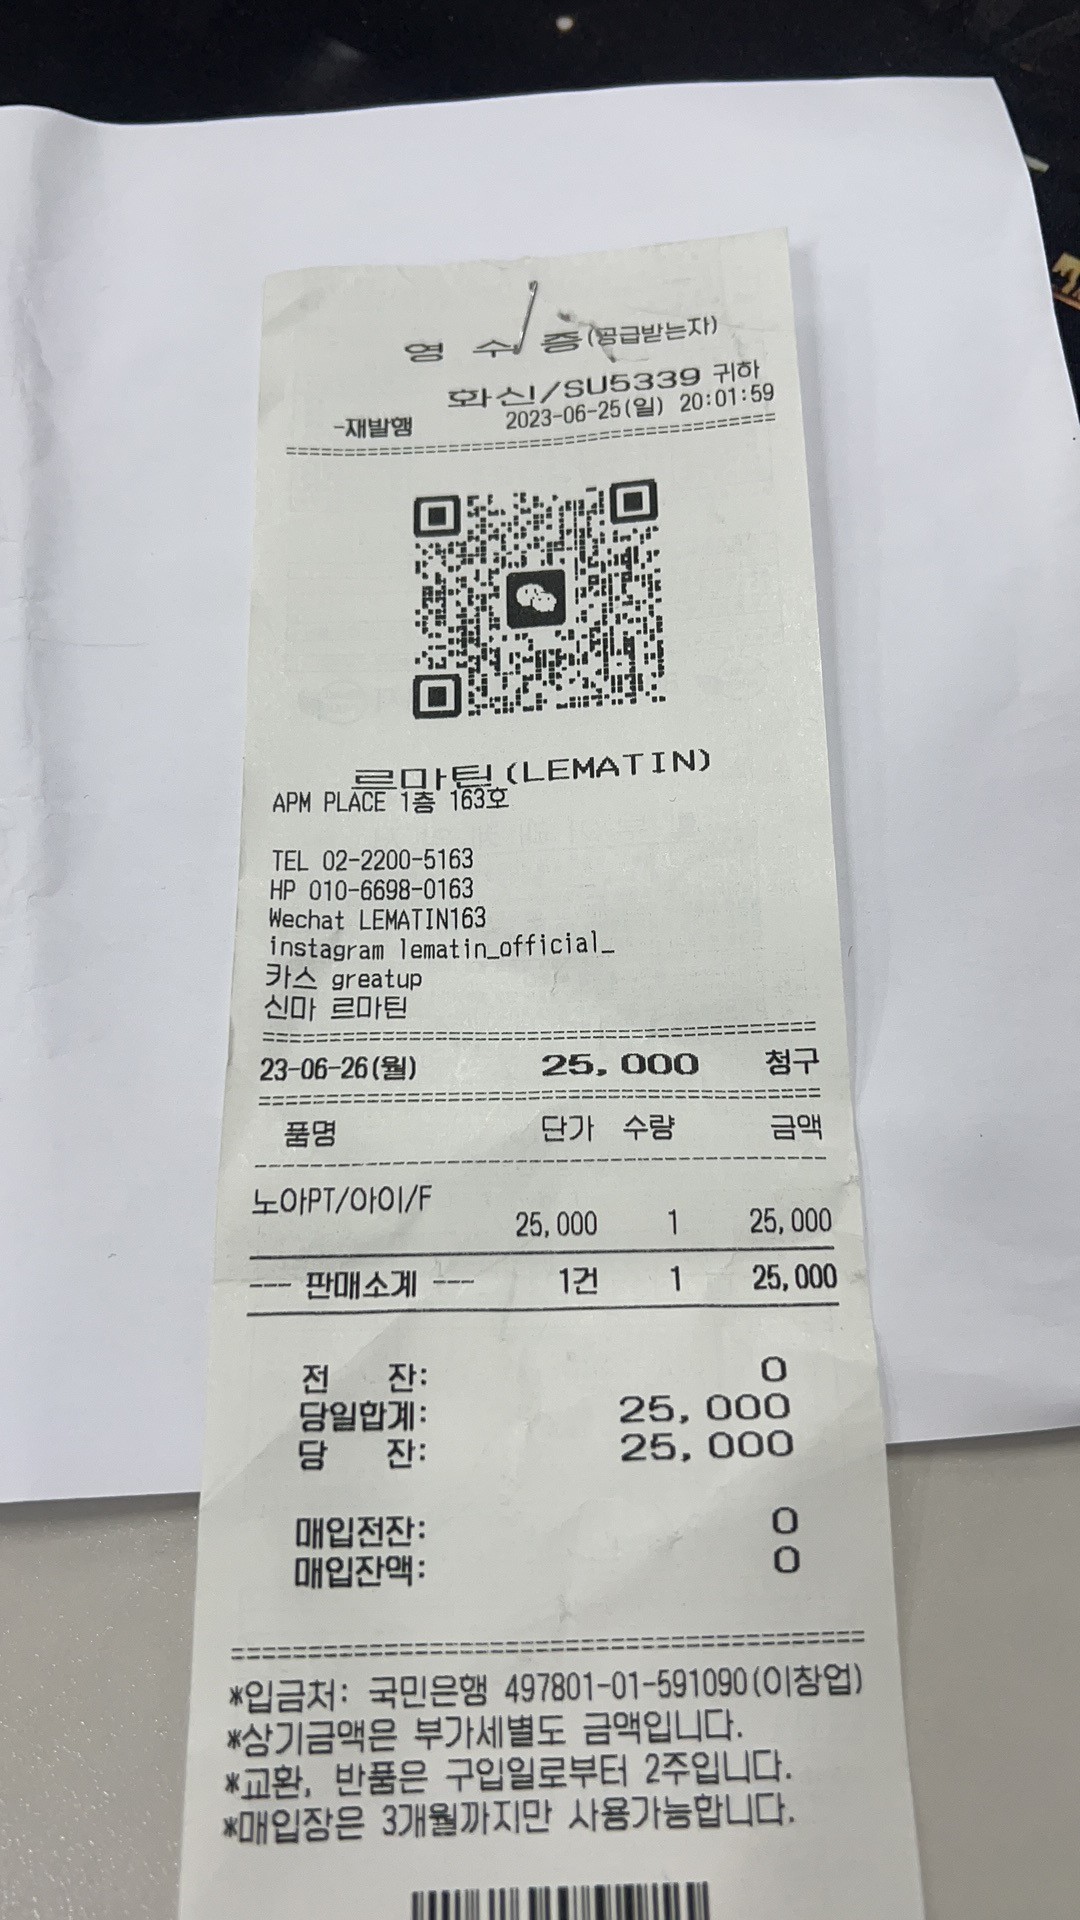 영 수 증(공급받는자)
화신/SU5339 귀하
-재발행 2023-06-25(일) 20:01:59
르마틴(LEMATIN)
APM PLACE 1층 163호
TEL 02-2200-5163
HP 010-6698-0163
Wechat LEMATIN163
instagram lematin_official_
카스 greatup
신마 르마틴
23-06-26(월) 25,000 청구
품명 단가 수량 금액
노아PT/아이/F
25,000 1 25,000
--- 판매소계 --- 1건 1 25,000
전 잔: 0
당일합계: 25,000
당 잔: 25,000
매입전잔: 0
매입잔액: 0
*입금처: 국민은행 497801-01-591090(이창업)
*상기금액은 부가세별도 금액입니다.
*교환, 반품은 구입일로부터 2주입니다.
*매입장은 3개월까지만 사용가능합니다.